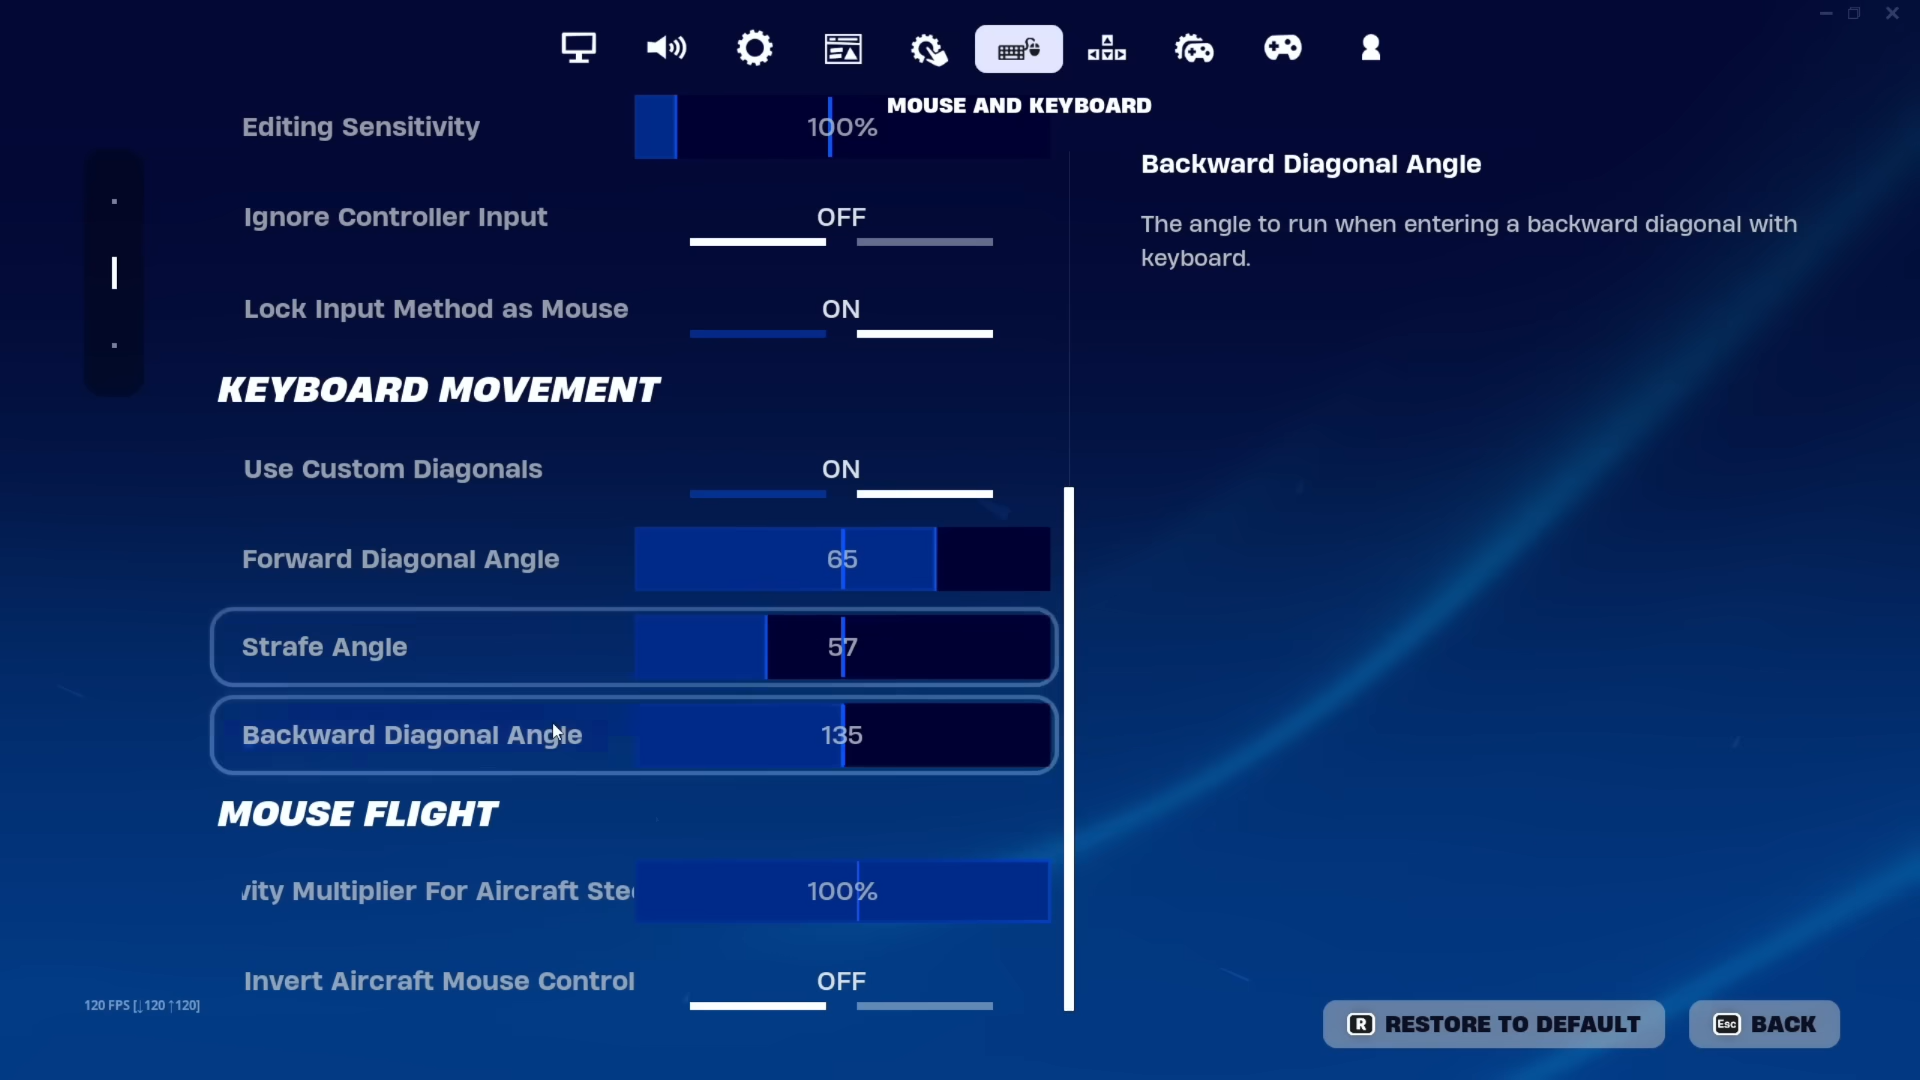 MOUSE AND KEYBOARD
Editing Sensitivity 100%
Ignore Controller Input OFF
Lock Input Method as Mouse ON
KEYBOARD MOVEMENT
Use Custom Diagonals ON
Forward Diagonal Angle 65
Strafe Angle 57
Backward Diagonal Angle 135
MOUSE FLIGHT
vity Multiplier For Aircraft Stee 100%
Invert Aircraft Mouse Control OFF
Backward Diagonal Angle
The angle to run when entering a backward diagonal with
keyboard.
120 FPS [↓120 ↑120]
R RESTORE TO DEFAULT
Esc BACK